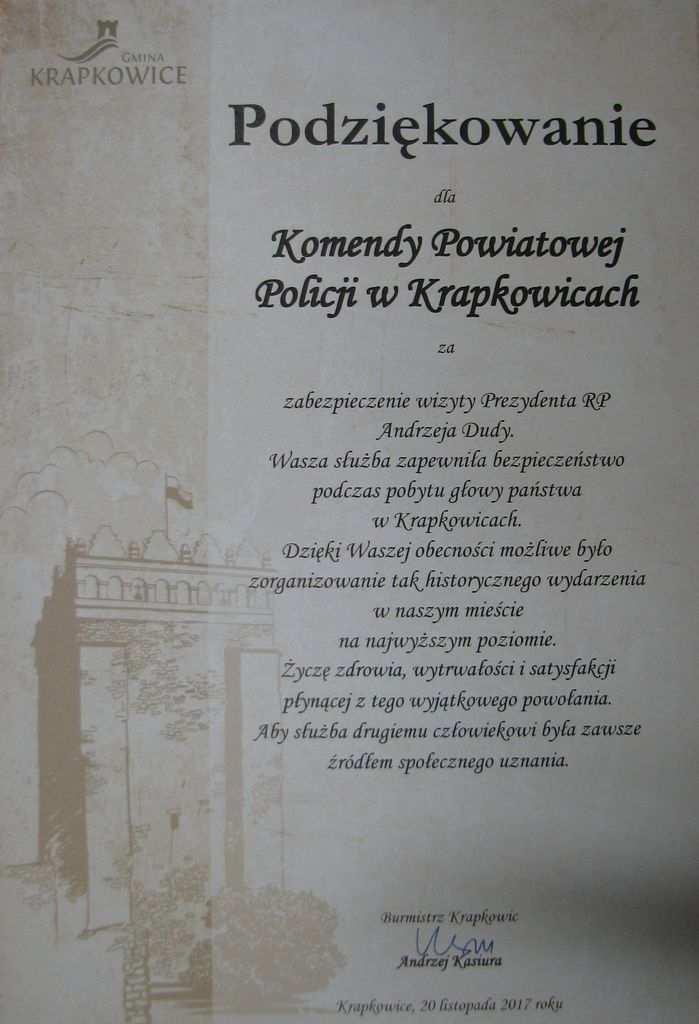 GMINA
KRAPKOWICE
Podziękowanie
dla
Komendy Powiatowej
Policji w Krapkowicach
za
zabezpieczenie wizyty Prezydenta RP
Andrzeja Dudy.
Wasza służba zapewniła bezpieczeństwo
podczas pobytu głowy państwa
w Krapkowicach.
Dzięki Waszej obecności możliwe było
zorganizowanie tak historycznego wydarzenia
w naszym mieście
na najwyższym poziomie.
Życzę zdrowia, wytrwałości i satysfakcji
płynącej z tego wyjątkowego powołania.
Aby służba drugiemu człowiekowi była zawsze
źródłem społecznego uznania.
Burmistrz Krapkowic
Andrzej Kasiura
Krapkowice, 20 listopada 2017 roku